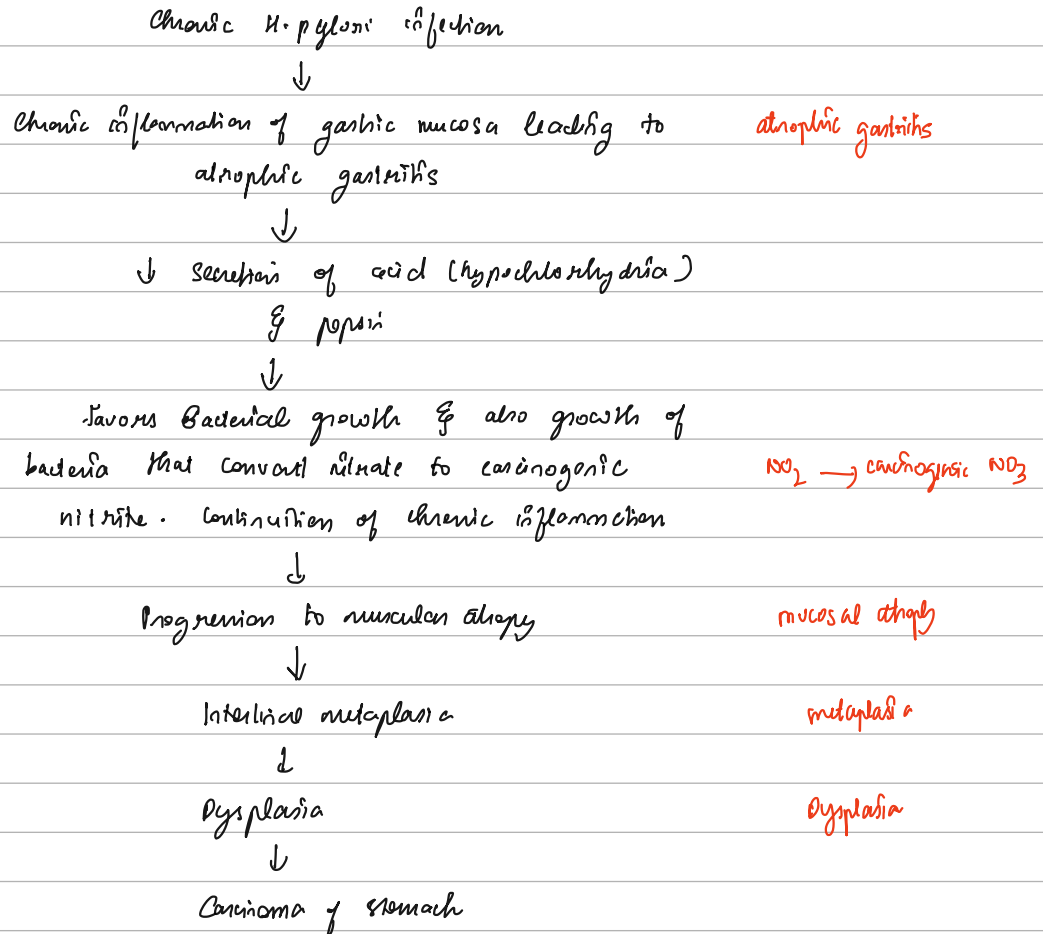 Chronic H. pylori infection
↓
Chronic inflammation of gastric mucosa leading to atrophic gastritis
atrophic gastritis
↓
↓ Secretion of acid (hypochlorhydria)
& pepsin
↓
favors Bacterial growth & also growth of
bacteria that convert nitrate to carcinogenic NO2 → carcinogenic NO3
nitrite. Continuition of chronic inflammation
↓
Progression to muscular atropy mucosal atrophy
↓
Intestinal metaplasia metaplasia
↓
Dysplasia Dysplasia
↓
Carcinoma of stomach